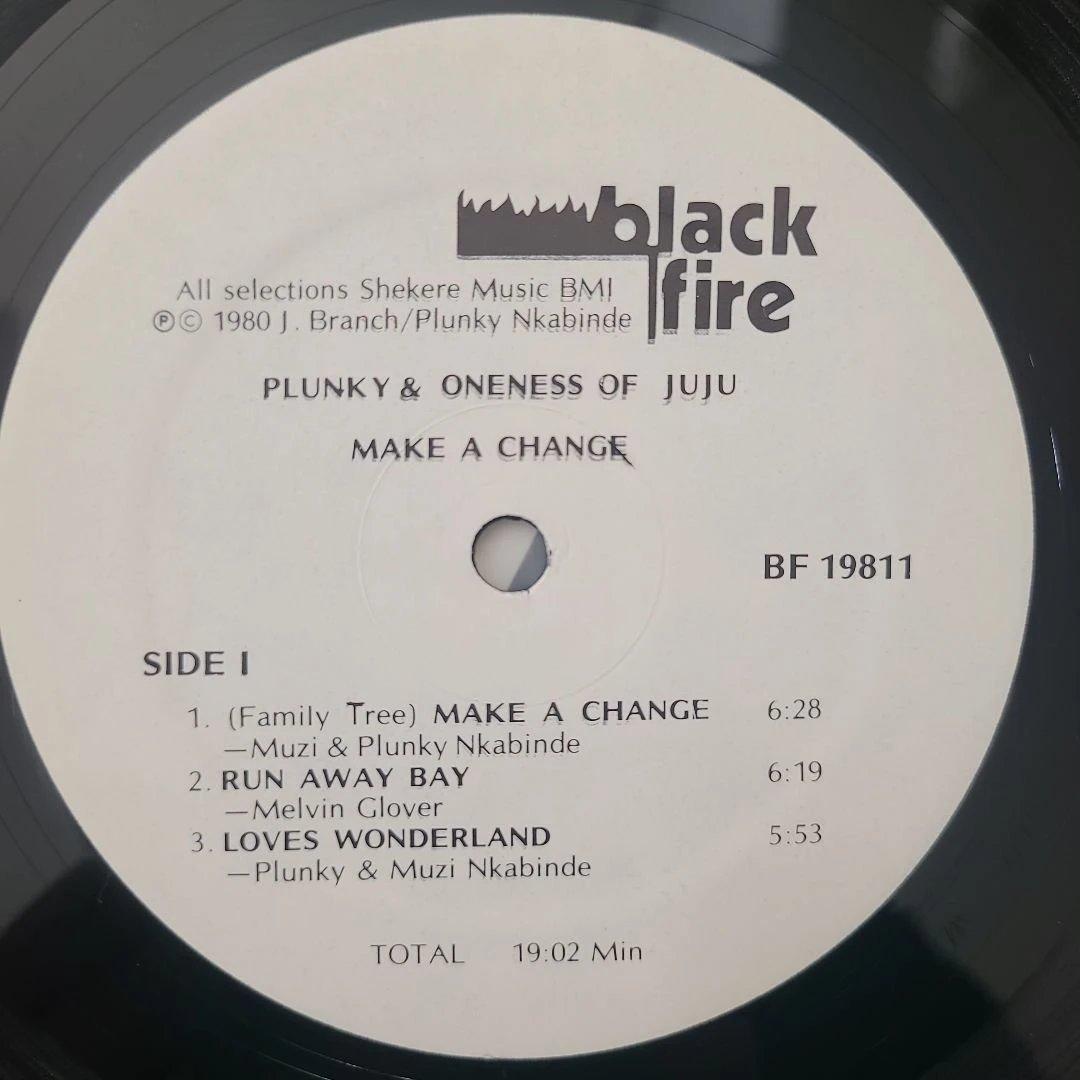 black
fire
All selections Shekere Music BMI
℗© 1980 J. Branch/Plunky Nkabinde
PLUNKY & ONENESS OF JUJU
MAKE A CHANGE
BF 19811
SIDE I
1. (Family Tree) MAKE A CHANGE 6:28
—Muzi & Plunky Nkabinde
2. RUN AWAY BAY 6:19
—Melvin Glover
3. LOVES WONDERLAND 5:53
—Plunky & Muzi Nkabinde
TOTAL 19:02 Min